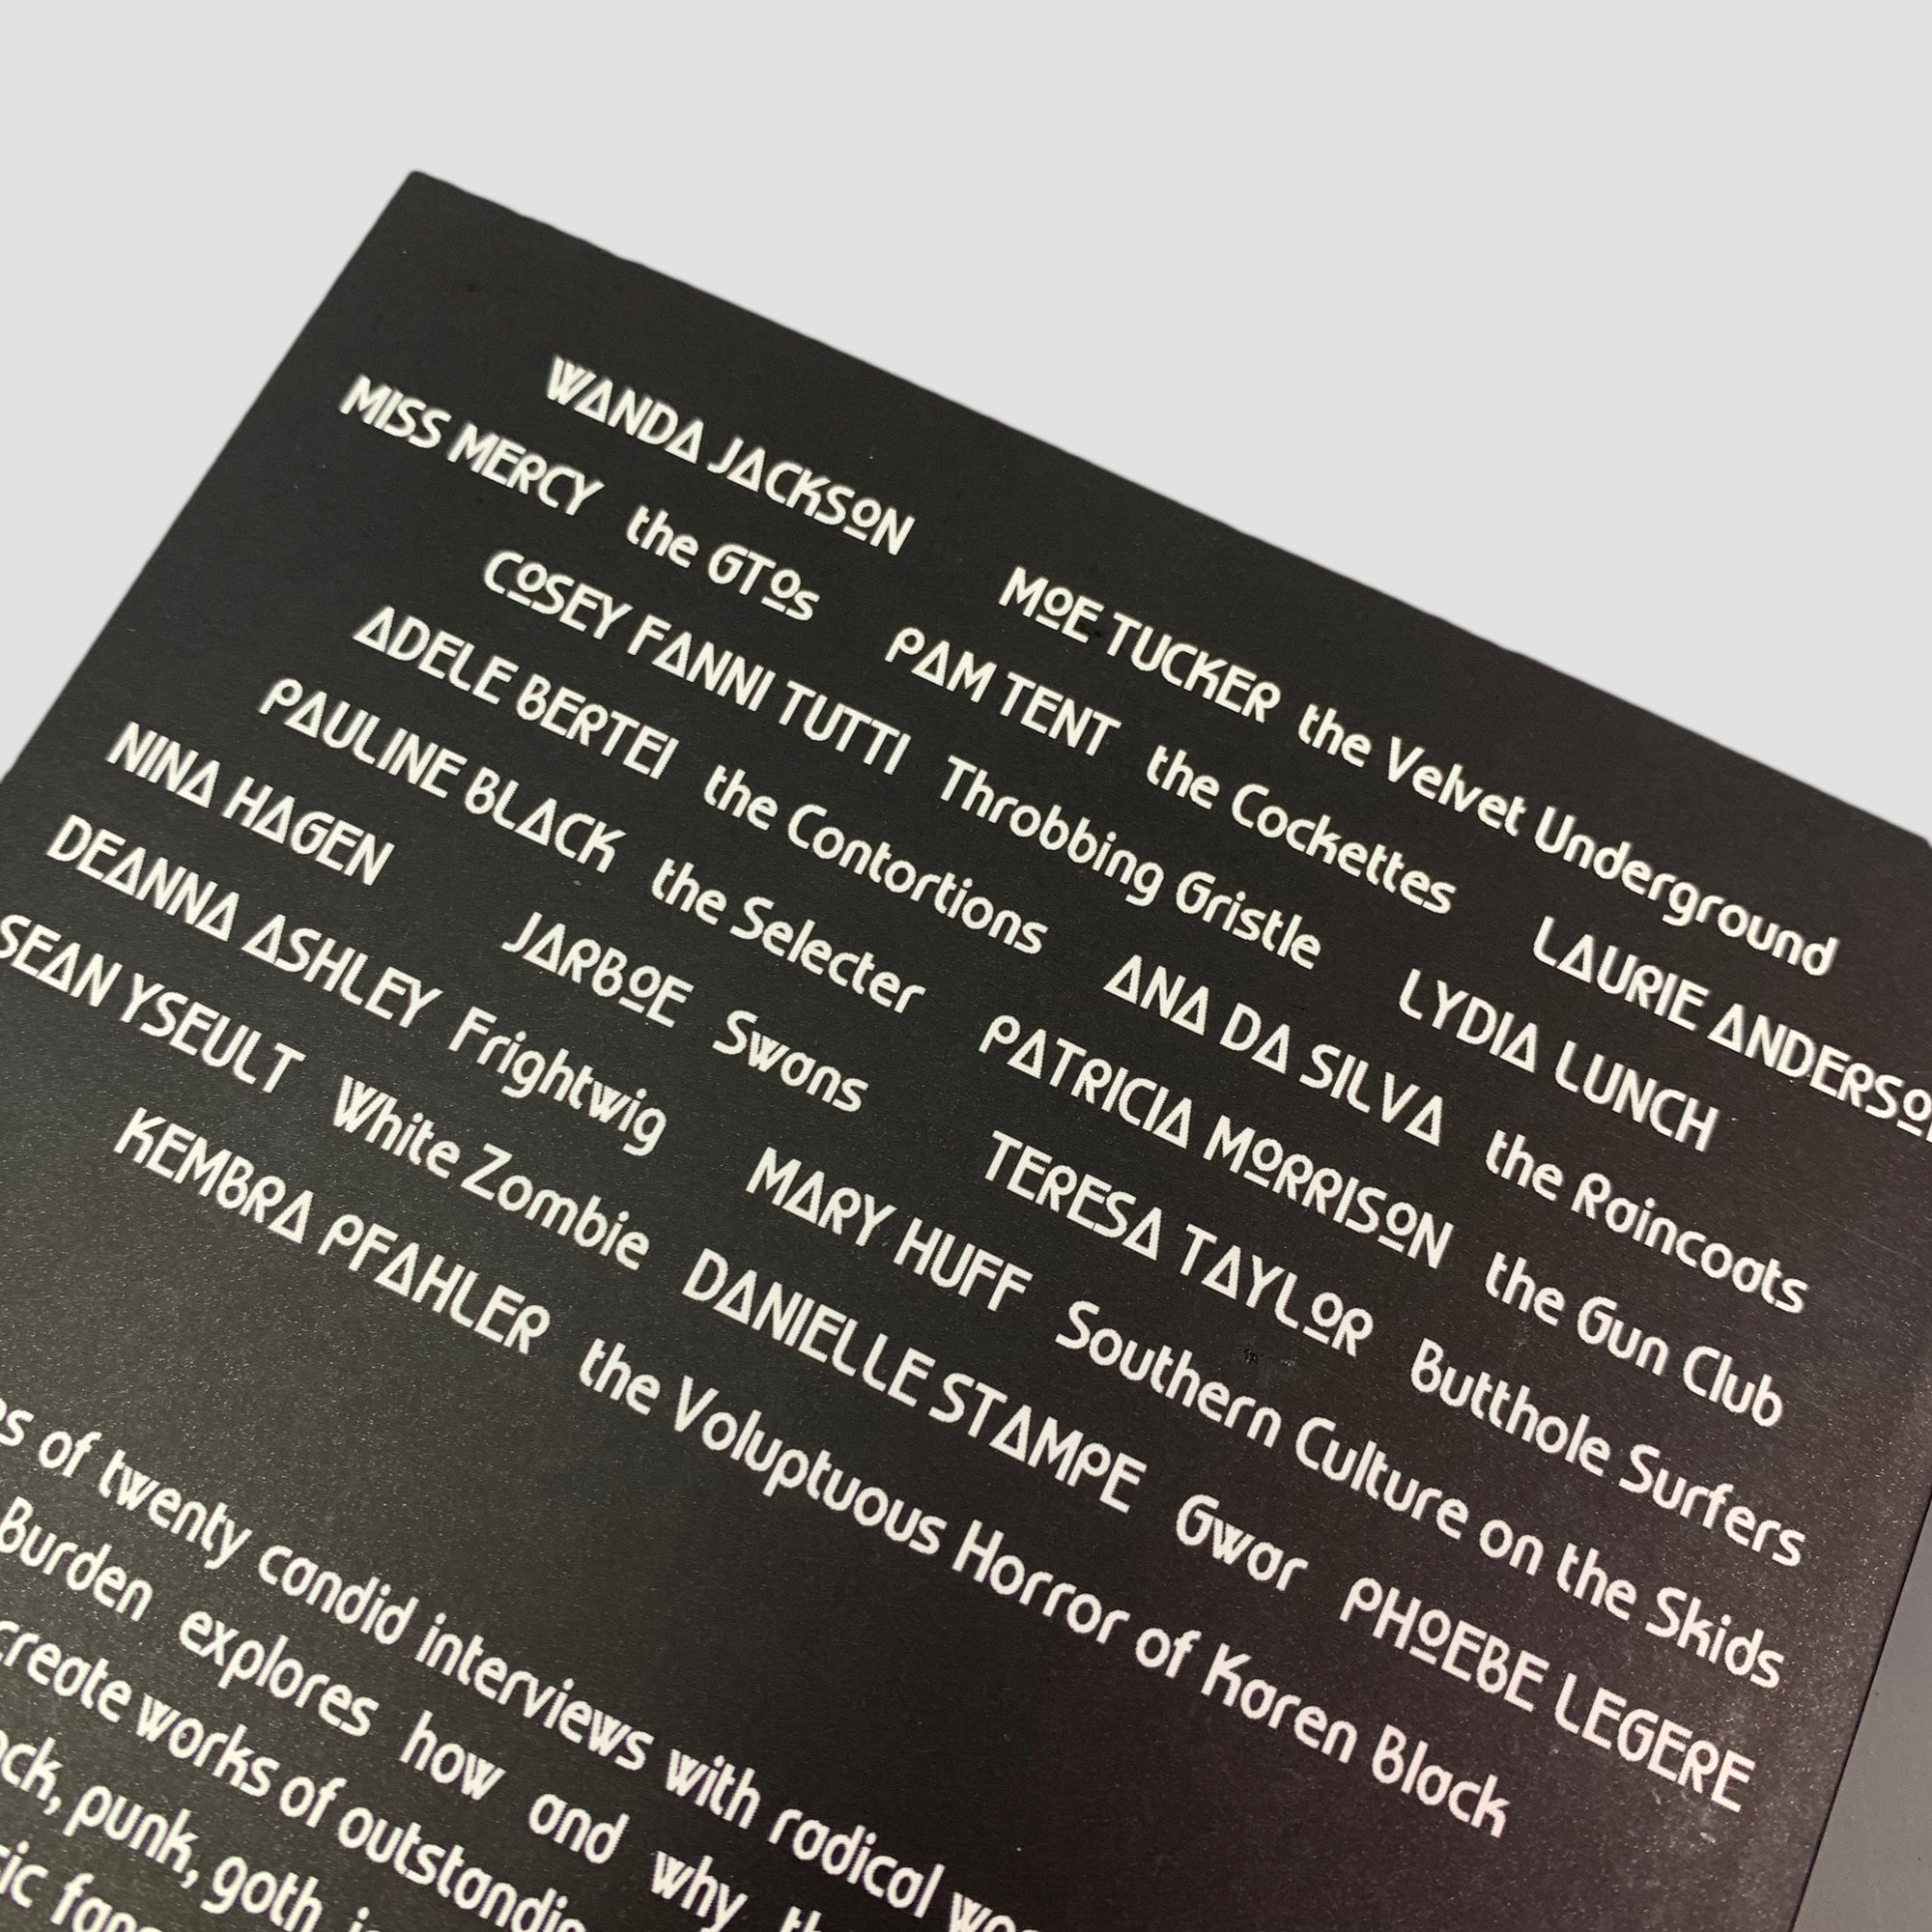 WANDA JACKSON MOE TUCKER the Velvet Underground
MISS MERCY the GTOs PAM TENT the Cockettes LAURIE
COSEY FANNI TUTTI Throbbing Gristle LYDIA LUNCH
ADELE BERTEI the Contortions ANA DA SILVA the Raincoats
PAULINE BLACK the Selecter PATRICIA MORRISON the Gun Club
NINA HAGEN JARBOE Swans TERESA TAYLOR Butthole Surfers
DEANNA ASHLEY Frightwig MARY HUFF Southern Culture on the Skids
SEAN YSEULT White Zombie DANIELLE STAMPE Gwar PHOEBE LEGERE
KEMBRA PFAHLER the Voluptuous Horror of Karen Black
of twenty candid interviews with radical
Burden explores how and why
create works of
punk, goth